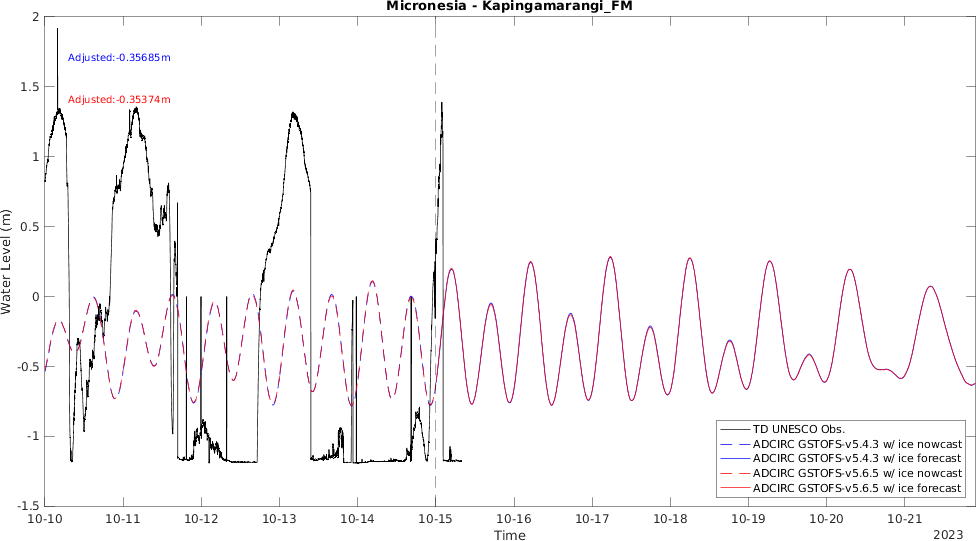 Micronesia - Kapingamarangi_FM
2
1.5
1
0.5
0
-0.5
-1
-1.5
Water Level (m)
Adjusted:-0.35685m
Adjusted:-0.35374m
TD UNESCO Obs.
ADCIRC GSTOFS-v5.4.3 w/ ice nowcast
ADCIRC GSTOFS-v5.4.3 w/ ice forecast
ADCIRC GSTOFS-v5.6.5 w/ ice nowcast
ADCIRC GSTOFS-v5.6.5 w/ ice forecast
10-10 10-11 10-12 10-13 10-14 10-15 10-16 10-17 10-18 10-19 10-20 10-21
Time
2023